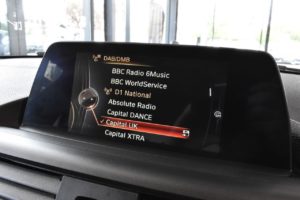 DAB/DMB
BBC Radio 6Music
BBC WorldService
D1 National
Absolute Radio
Capital DANCE
Capital UK
Capital XTRA